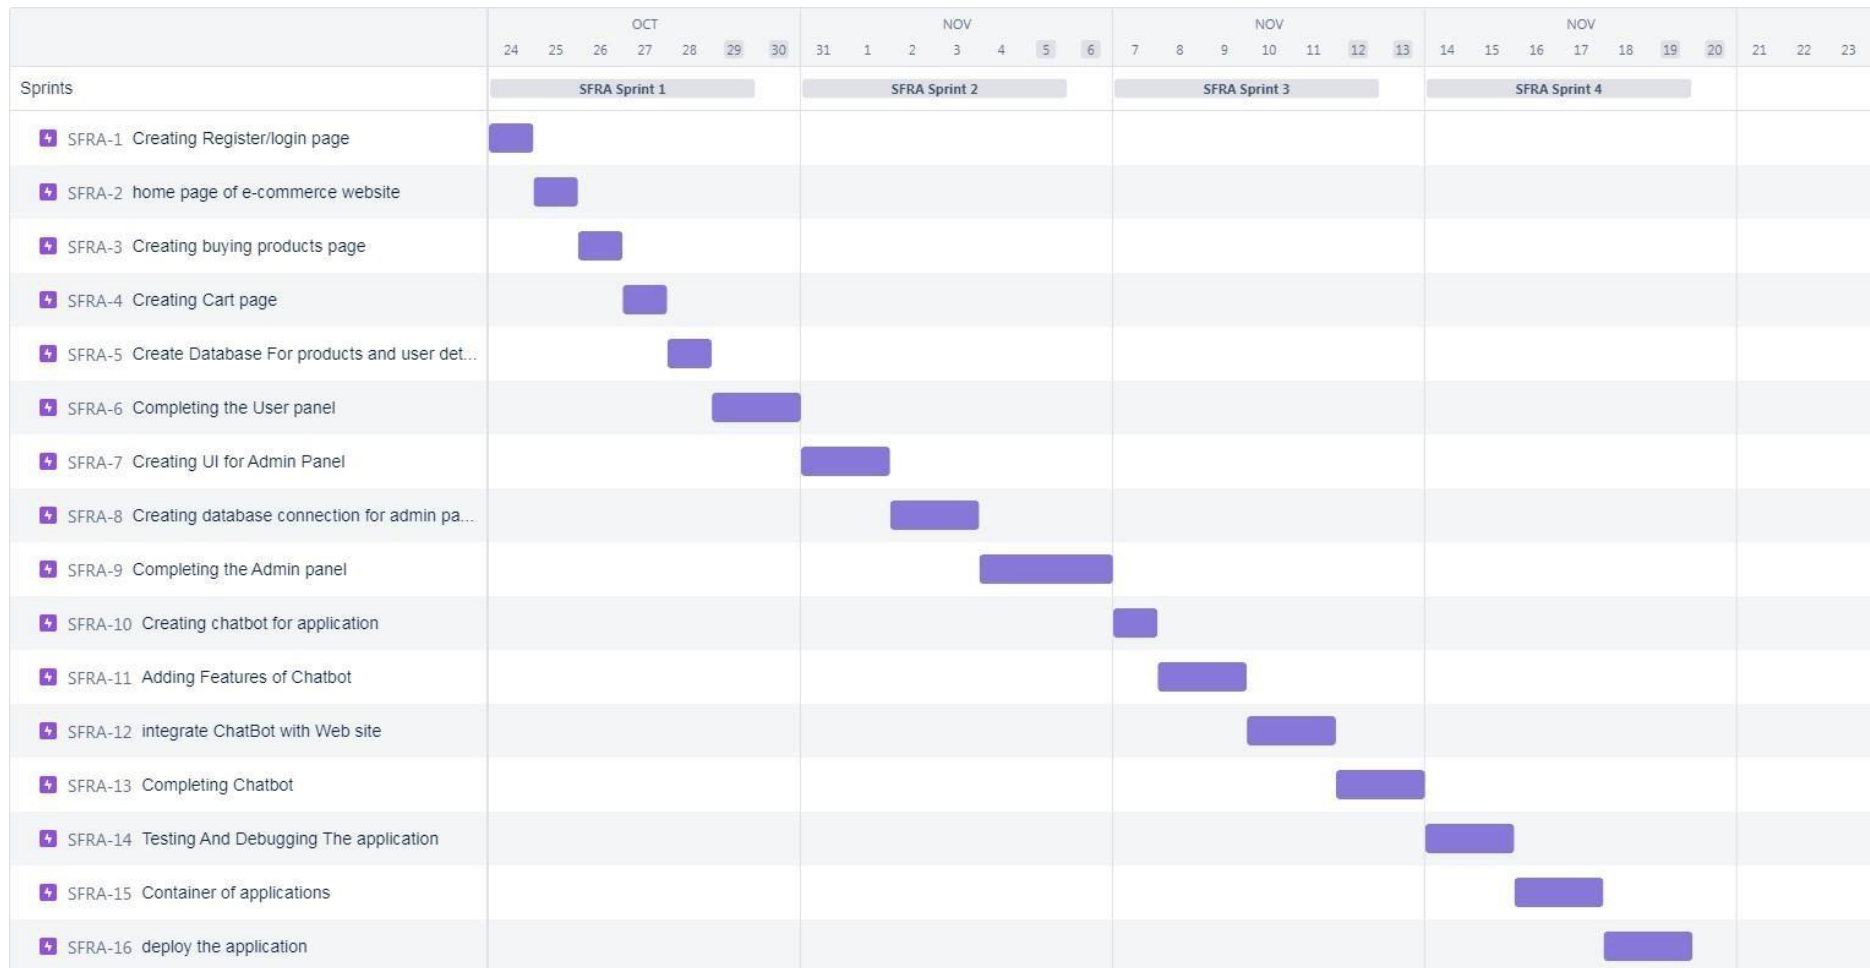 OCT NOV NOV NOV
24 25 26 27 28 29 30 31 1 2 3 4 5 6 7 8 9 10 11 12 13 14 15 16 17 18 19 20 21 22 23
Sprints SFRA Sprint 1 SFRA Sprint 2 SFRA Sprint 3 SFRA Sprint 4
SFRA-1 Creating Register/login page
SFRA-2 home page of e-commerce website
SFRA-3 Creating buying products page
SFRA-4 Creating Cart page
SFRA-5 Create Database For products and user det...
SFRA-6 Completing the User panel
SFRA-7 Creating UI for Admin Panel
SFRA-8 Creating database connection for admin pa...
SFRA-9 Completing the Admin panel
SFRA-10 Creating chatbot for application
SFRA-11 Adding Features of Chatbot
SFRA-12 integrate ChatBot with Web site
SFRA-13 Completing Chatbot
SFRA-14 Testing And Debugging The application
SFRA-15 Container of applications
SFRA-16 deploy the application